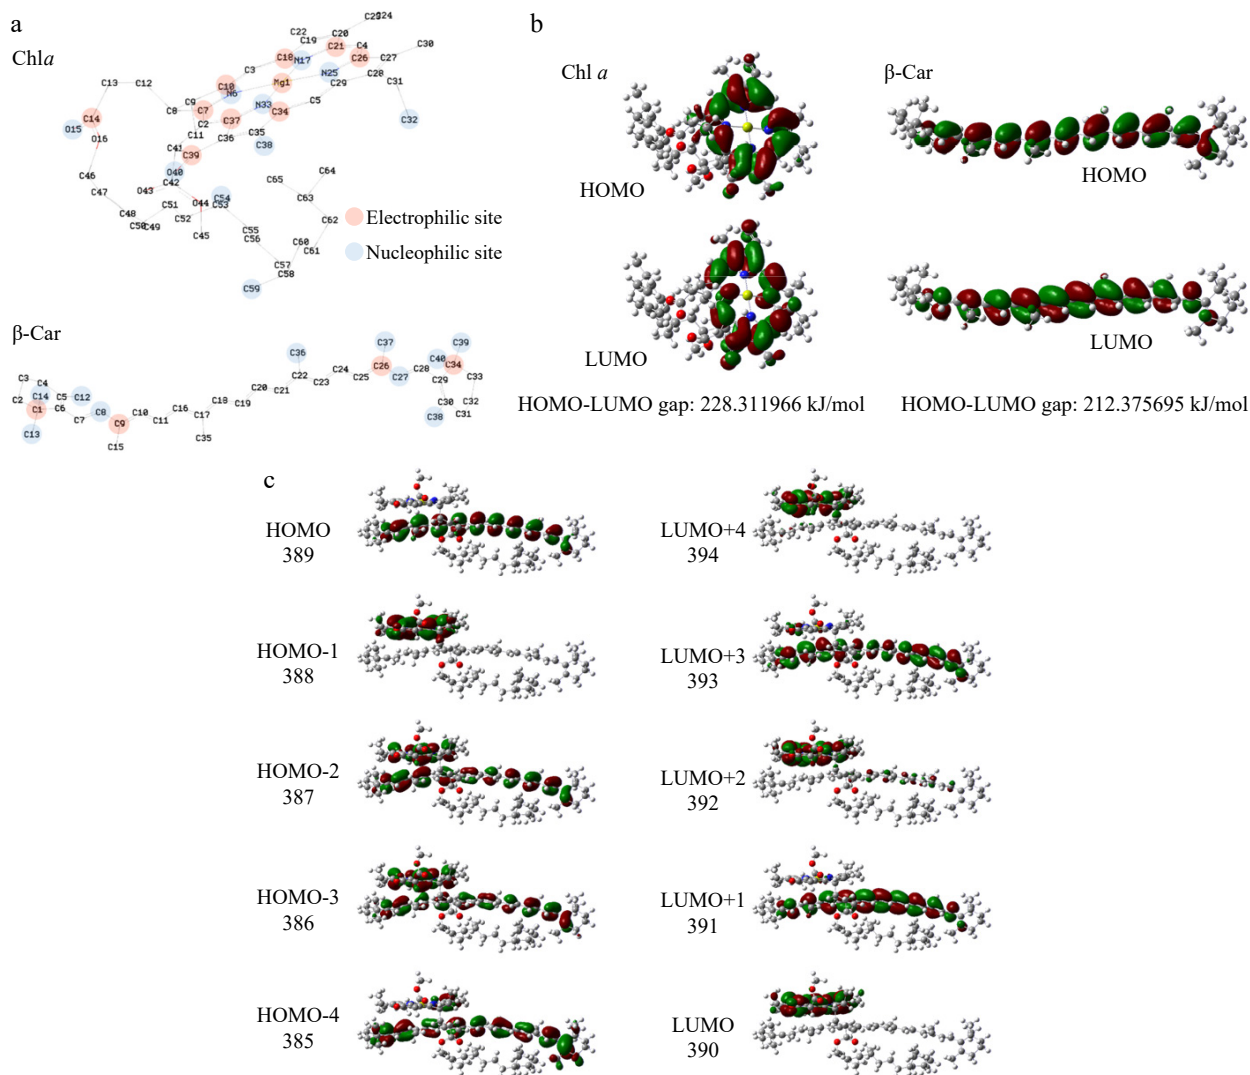 a
Chla
C24
C23
C22
C20
C19
C21
C4
C30
C18
N17
C26
C27
C3
N25
C28
C13
C12
C10
Mg1
C29
C31
C9
N6
C8
C7
N33
C5
C34
C14
C2
C37
C32
O15
C11
C36
C35
O16
C41
C39
C38
O40
C46
C42
C65
C64
O43
C54
C47
O44
C53
C63
C48
C51
C52
C50
C49
C45
C55
C56
C62
C60
C61
C57
C58
C59
Electrophilic site
Nucleophilic site
β-Car
C3
C4
C2
C14
C5
C12
C1
C6
C7
C8
C13
C9
C10
C15
C11
C16
C17
C35
C18
C19
C20
C21
C36
C22
C23
C24
C25
C37
C26
C27
C28
C40
C39
C34
C29
C33
C30
C32
C38
C31
b
Chl a
β-Car
HOMO
HOMO
LUMO
LUMO
HOMO-LUMO gap: 228.311966 kJ/mol
HOMO-LUMO gap: 212.375695 kJ/mol
c
HOMO
389
LUMO+4
394
HOMO-1
388
LUMO+3
393
HOMO-2
387
LUMO+2
392
HOMO-3
386
LUMO+1
391
HOMO-4
385
LUMO
390